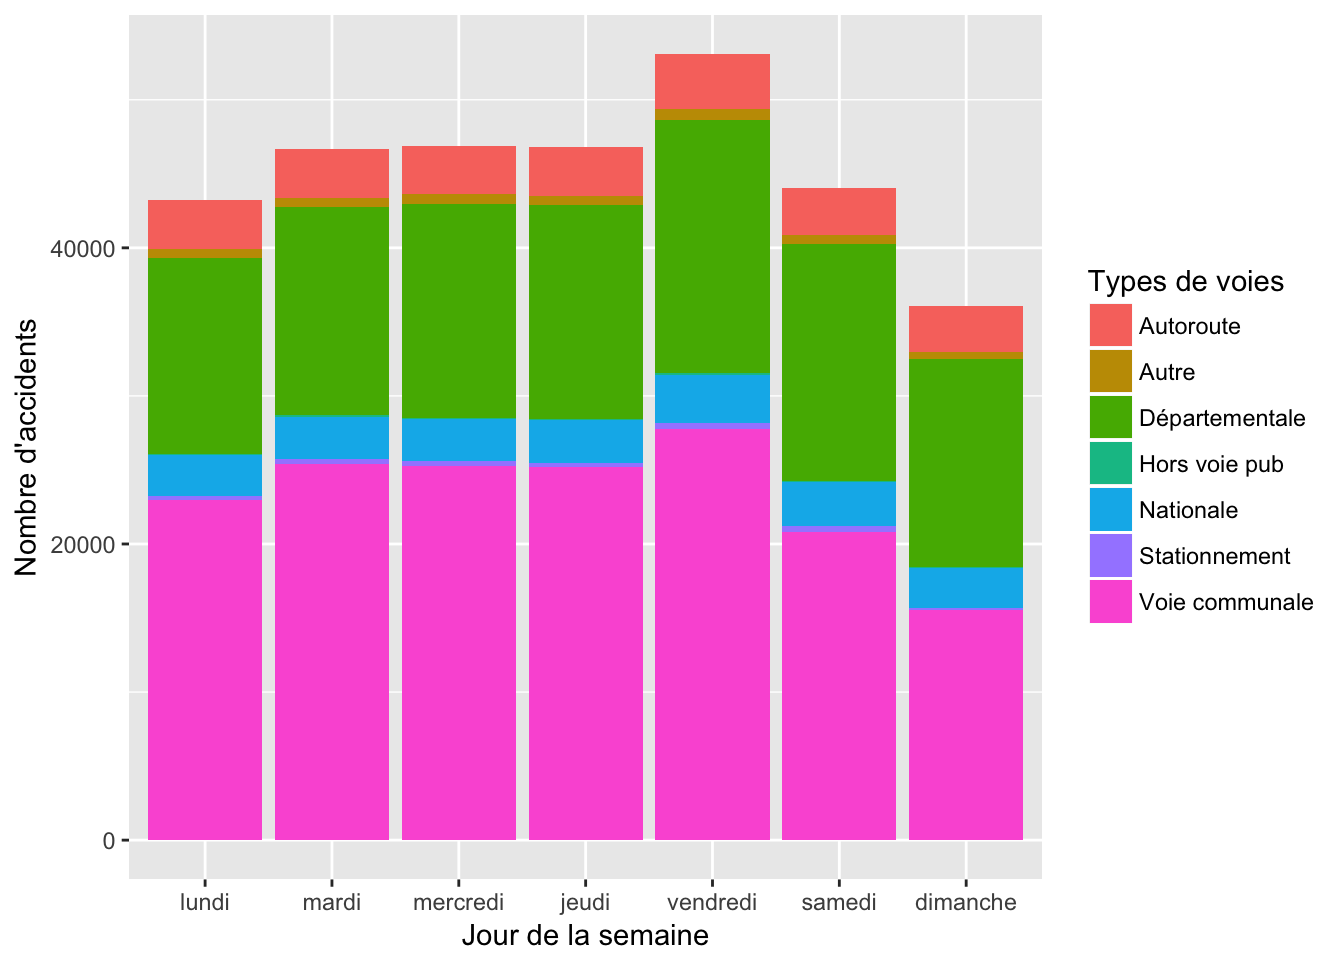 Nombre d'accidents
40000
20000
0
lundi mardi mercredi jeudi vendredi samedi dimanche
Jour de la semaine
Types de voies
Autoroute
Autre
Départementale
Hors voie pub
Nationale
Stationnement
Voie communale